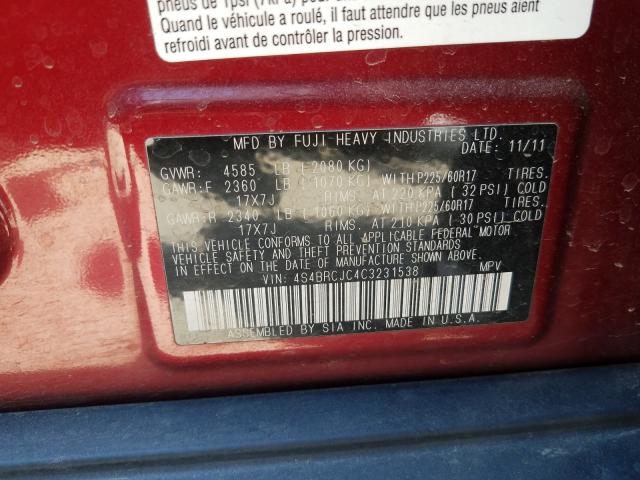 pneus de 1psi (7kPa) pour
Quand le véhicule a roulé, il faut attendre que les pneus aient
refroidi avant de contrôler la pression.
MFD BY FUJI HEAVY INDUSTRIES LTD.
DATE: 11/11
GVWR: 4585 LB ( 2080 KG)
GAWR:F 2360 LB ( 1070 KG) WITH P225/60R17 TIRES.
17X7J RIMS. AT 220 KPA ( 32 PSI) COLD
GAWR:R 2340 LB ( 1060 KG) WITH P225/60R17 TIRES.
17X7J RIMS. AT 210 KPA ( 30 PSI) COLD
THIS VEHICLE CONFORMS TO ALL APPLICABLE FEDERAL MOTOR
VEHICLE SAFETY AND THEFT PREVENTION STANDARDS
IN EFFECT ON THE DATE OF MANUFACTURE SHOWN ABOVE.
VIN: 4S4BRCJC4C3231538 MPV
ASSEMBLED BY SIA INC. MADE IN U.S.A.